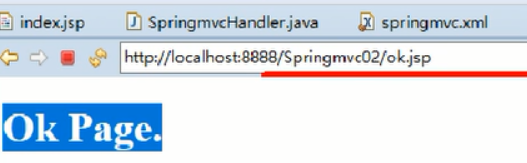 index.jsp SpringmvcHandler.java springmvc.xml
http://localhost:8888/Springmvc02/ok.jsp
Ok Page.